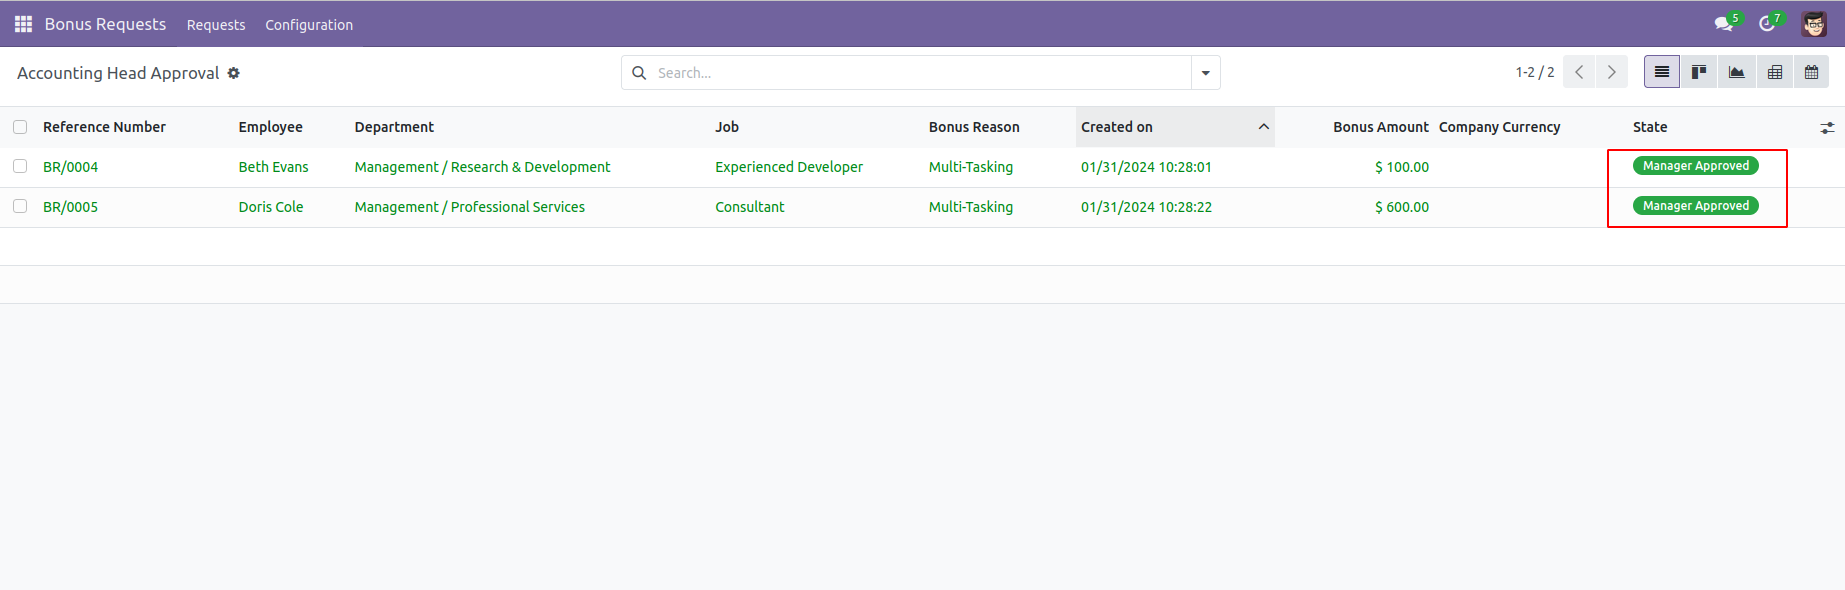 Bonus Requests Requests Configuration 5 7
Accounting Head Approval Search... 1-2 / 2
Reference Number Employee Department Job Bonus Reason Created on Bonus Amount Company Currency State
BR/0004 Beth Evans Management / Research & Development Experienced Developer Multi-Tasking 01/31/2024 10:28:01 $ 100.00 Manager Approved
BR/0005 Doris Cole Management / Professional Services Consultant Multi-Tasking 01/31/2024 10:28:22 $ 600.00 Manager Approved